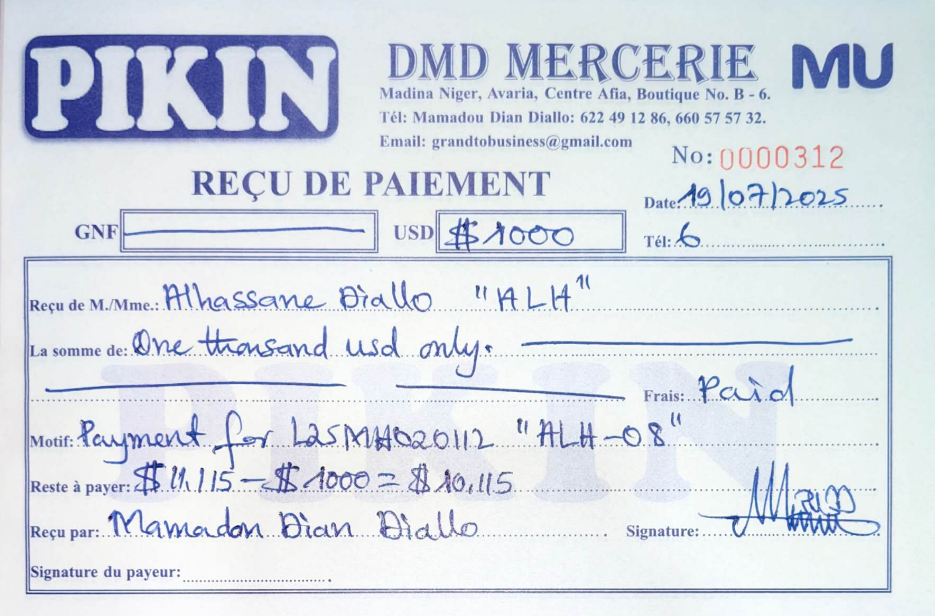 PIKIN
DMD MERCERIE
MU
Madina Niger, Avaria, Centre Afia, Boutique No. B - 6.
Tél: Mamadou Dian Diallo: 622 49 12 86, 660 57 57 32.
Email: grandtobusiness@gmail.com
No: 0000312
REÇU DE PAIEMENT
Date: 19/07/2025
GNF
USD $ 1000
Tél: 6
Reçu de M./Mme.: Alhassane Diallo "ALH"
La somme de: One thousand usd only.
Frais: Paid
Motif: Payment for L25MH020112 "ALH-08"
Reste à payer: $ 11,115 - $ 1000 = $ 10,115
Reçu par: Mamadou Dian Diallo
Signature:
Signature du payeur:
PIKIN